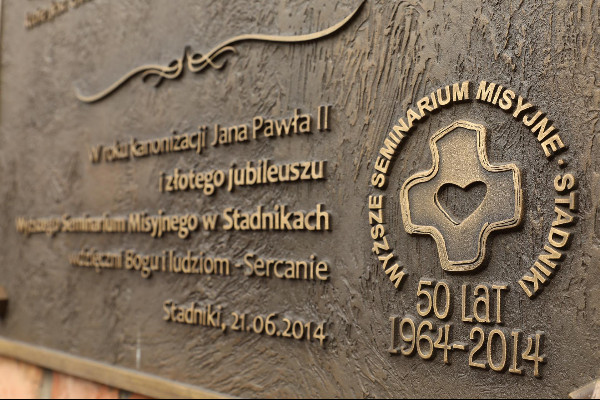 W roku kanonizacji Jana Pawła II
i złotego jubileuszu
Wyższego Seminarium Misyjnego w Stadnikach
wdzięczni Bogu i ludziom - Sercanie
Stadniki, 21.06.2014
WYŻSZE SEMINARIUM MISYJNE · STADNIKI
50 LAT
1964-2014